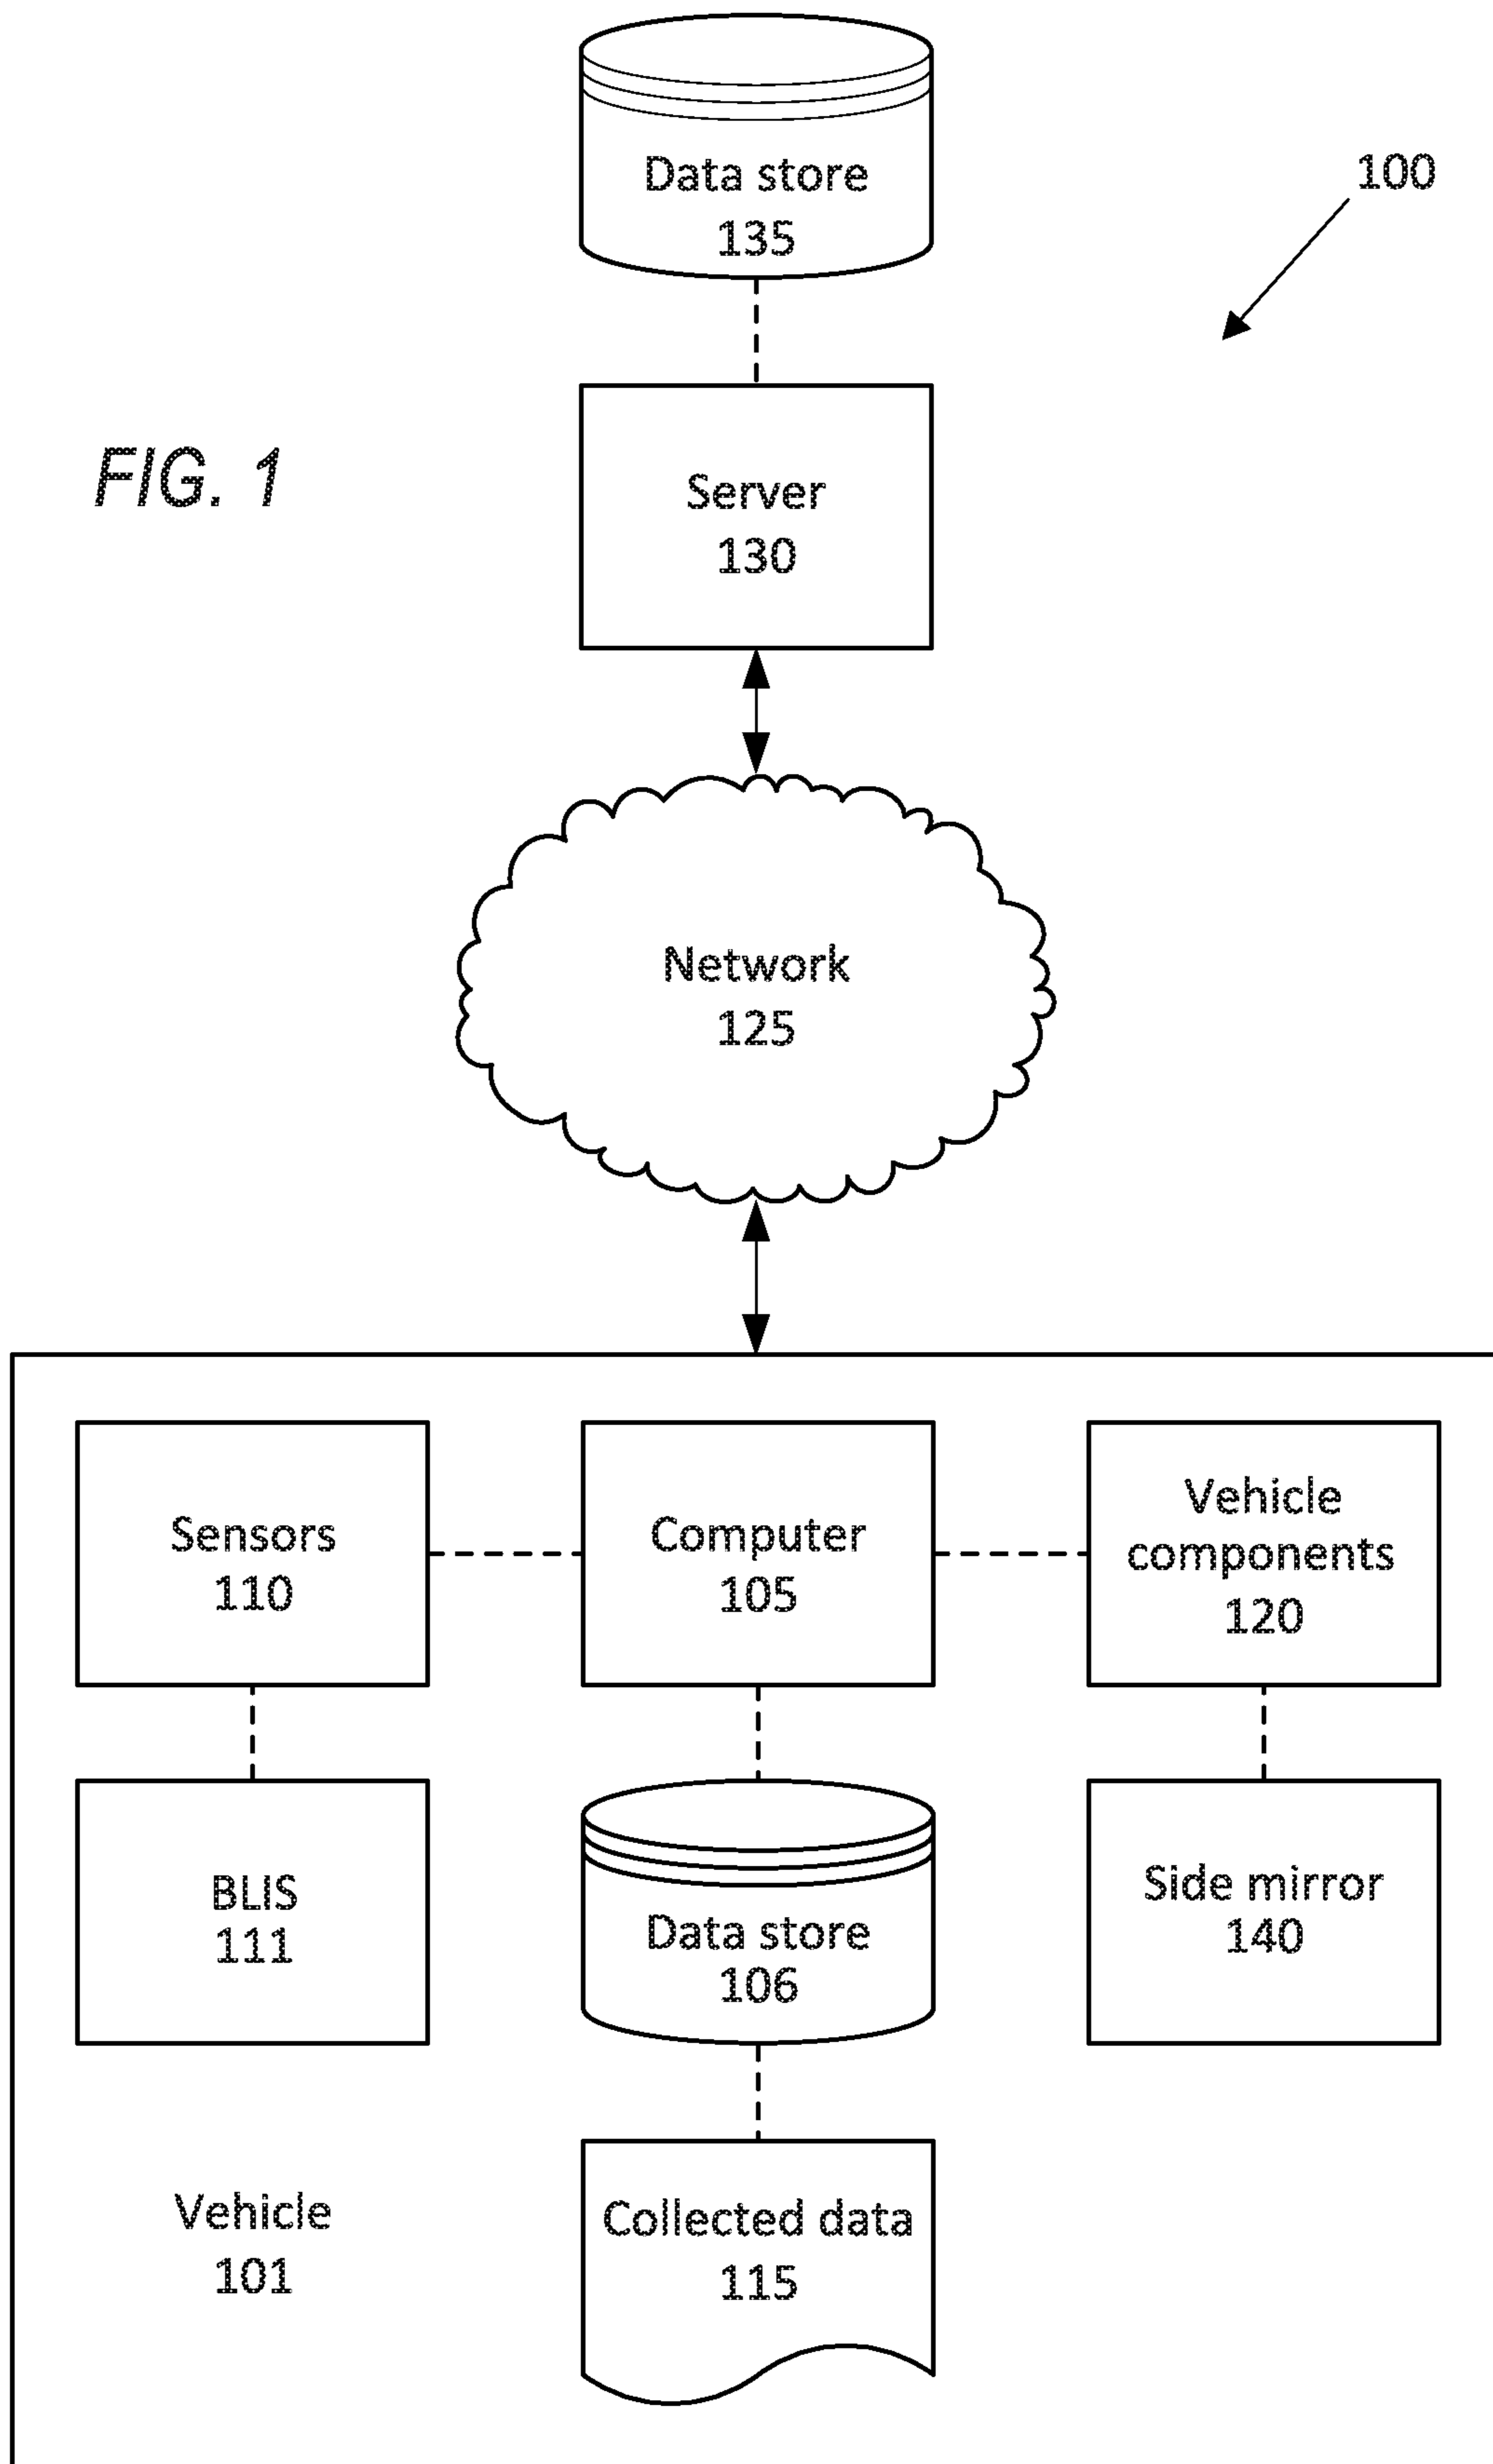 Data store
135
100
FIG. 1
Server
130
Network
125
Sensors
110
Computer
105
Vehicle
components
120
BLIS
111
Data store
106
Side mirror
140
Vehicle
101
Collected data
115